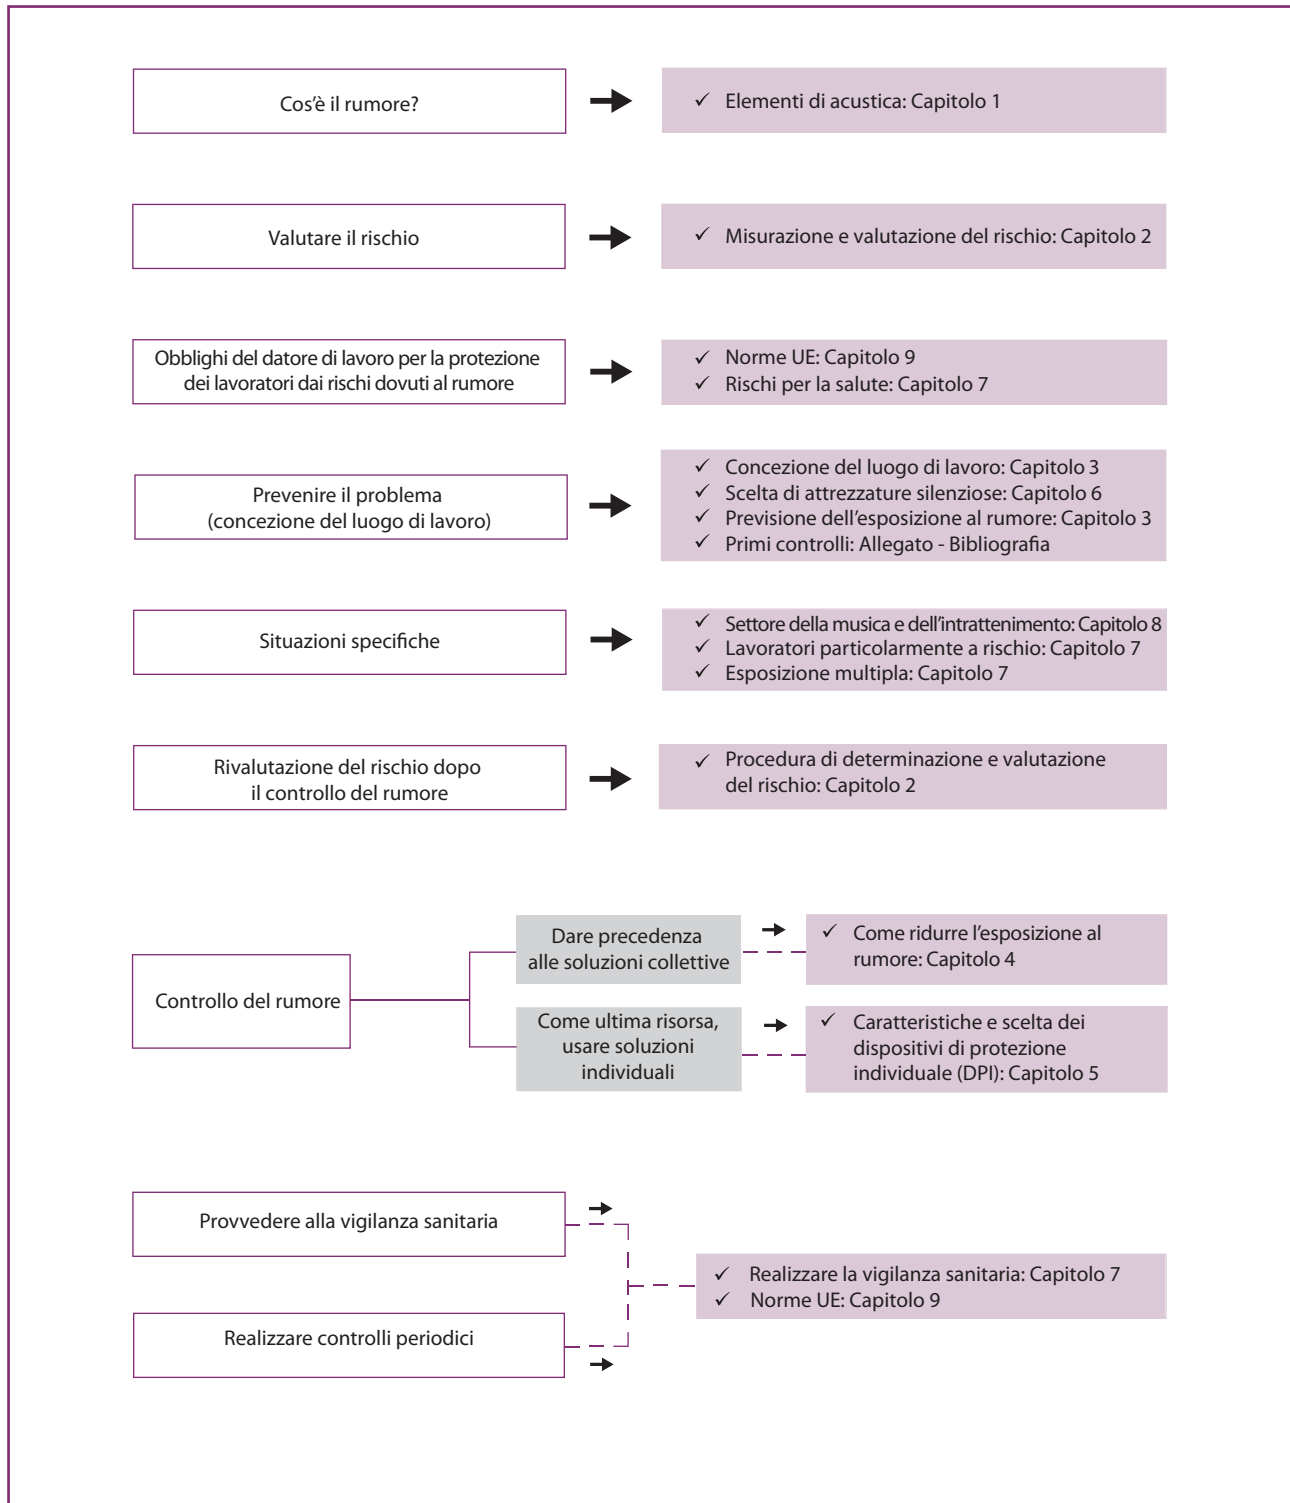 Cos'è il rumore?
✓ Elementi di acustica: Capitolo 1
Valutare il rischio
✓ Misurazione e valutazione del rischio: Capitolo 2
Obblighi del datore di lavoro per la protezione
dei lavoratori dai rischi dovuti al rumore
✓ Norme UE: Capitolo 9
✓ Rischi per la salute: Capitolo 7
Prevenire il problema
(concezione del luogo di lavoro)
✓ Concezione del luogo di lavoro: Capitolo 3
✓ Scelta di attrezzature silenziose: Capitolo 6
✓ Previsione dell'esposizione al rumore: Capitolo 3
✓ Primi controlli: Allegato - Bibliografia
Situazioni specifiche
✓ Settore della musica e dell'intrattenimento: Capitolo 8
✓ Lavoratori particolarmente a rischio: Capitolo 7
✓ Esposizione multipla: Capitolo 7
Rivalutazione del rischio dopo
il controllo del rumore
✓ Procedura di determinazione e valutazione
del rischio: Capitolo 2
Controllo del rumore
Dare precedenza
alle soluzioni collettive
✓ Come ridurre l'esposizione al
rumore: Capitolo 4
Come ultima risorsa,
usare soluzioni
individuali
✓ Caratteristiche e scelta dei
dispositivi di protezione
individuale (DPI): Capitolo 5
Provvedere alla vigilanza sanitaria
Realizzare controlli periodici
✓ Realizzare la vigilanza sanitaria: Capitolo 7
✓ Norme UE: Capitolo 9